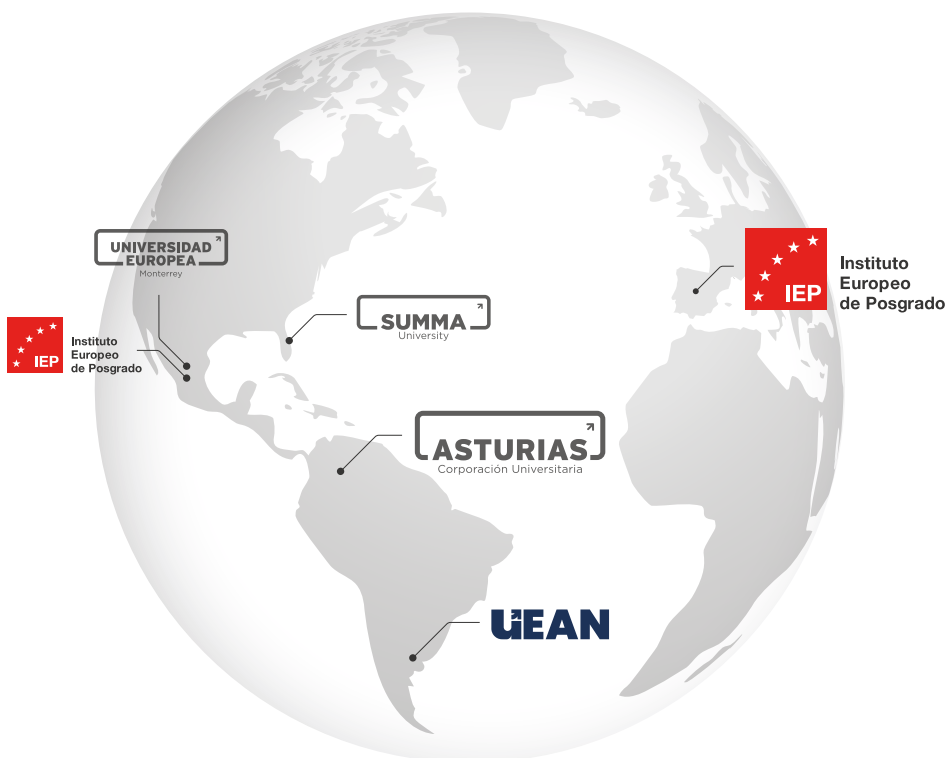 UNIVERSIDAD
EUROPEA
Monterrey
IEP
Instituto
Europeo
de Posgrado
SUMMA
University
IEP
Instituto
Europeo
de Posgrado
ASTURIAS
Corporación Universitaria
UEAN